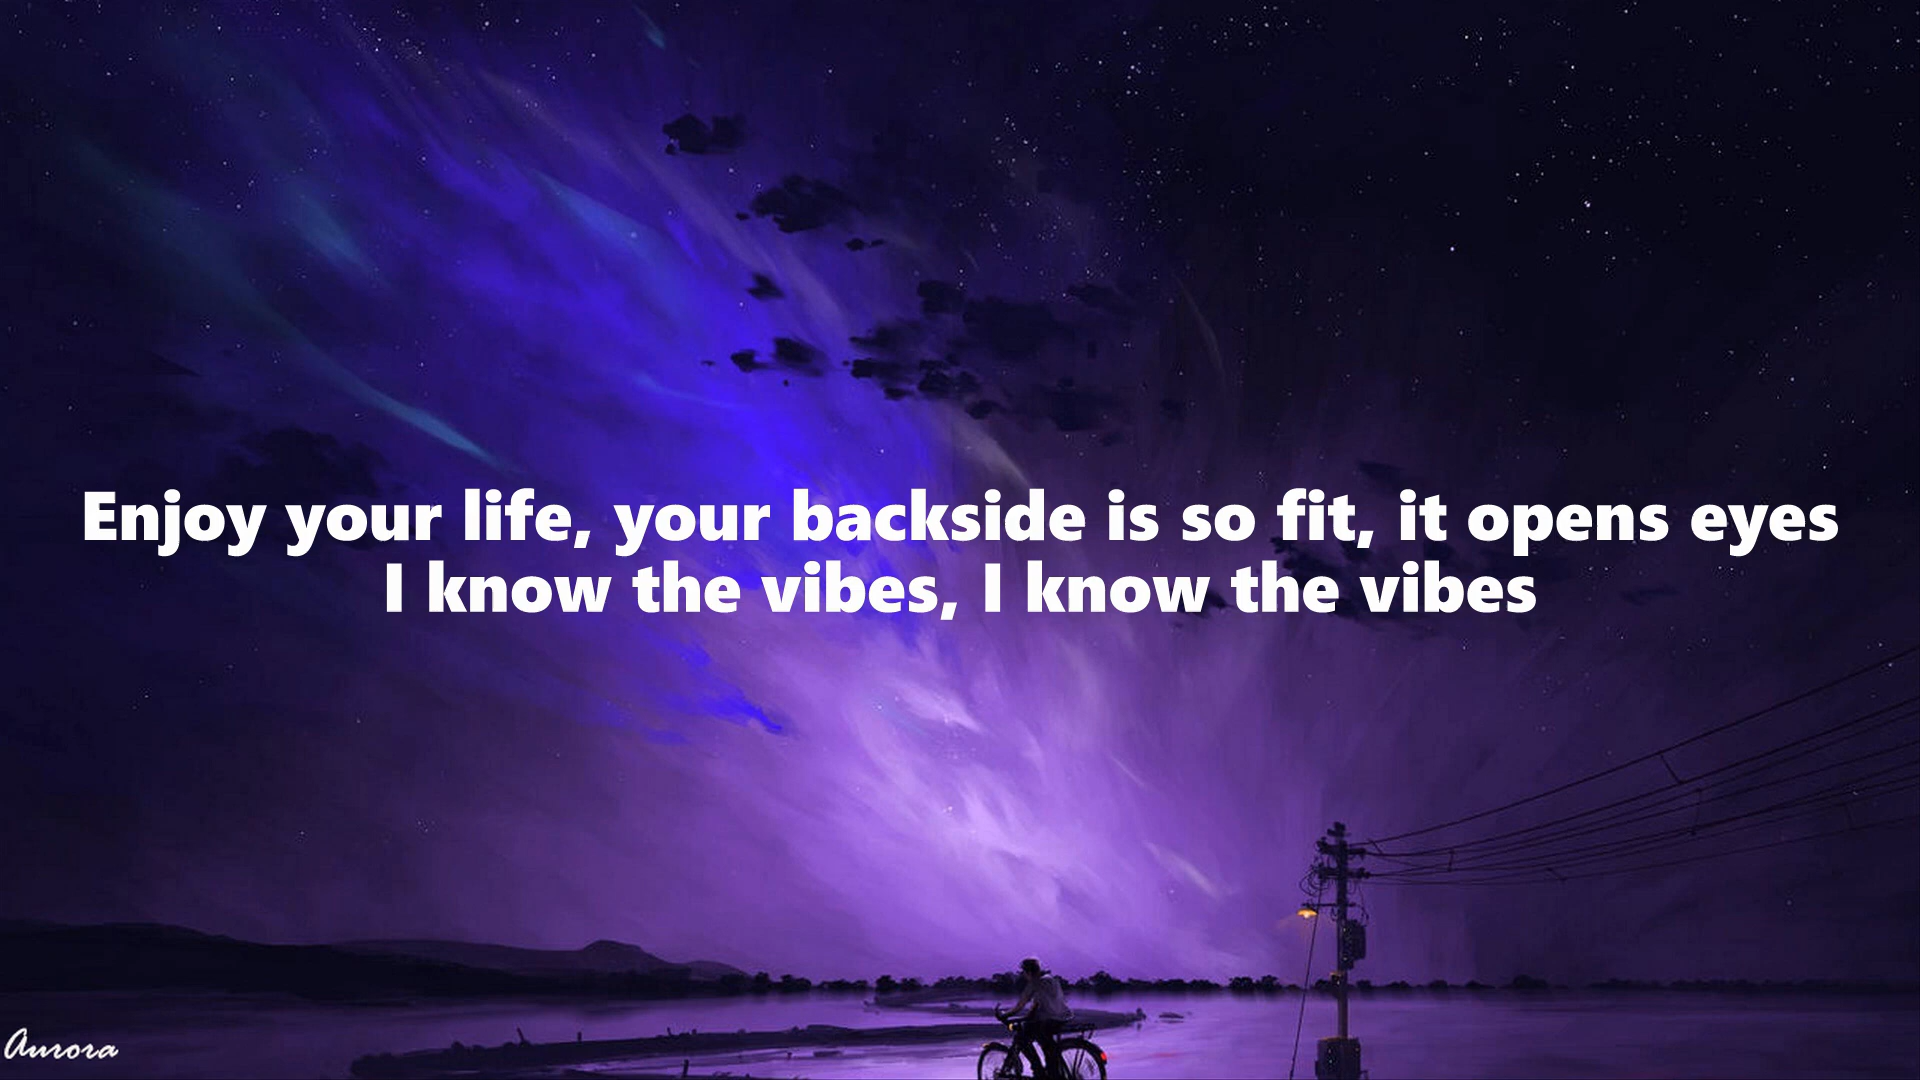 Enjoy your life, your backside is so fit, it opens eyes
I know the vibes, I know the vibes
Aurora